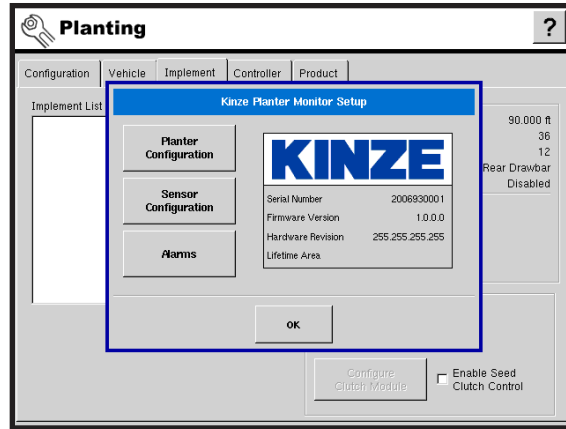 Planting
?
Configuration Vehicle Implement Controller Product
Implement List
Kinze Planter Monitor Setup
Planter
Configuration
Sensor
Configuration
Alarms
KINZE
Serial Number 2006930001
Firmware Version 1.0.0.0
Hardware Revision 255.255.255.255
Lifetime Area
OK
90.000 ft
36
12
Rear Drawbar
Disabled
Configure
Clutch Module
Enable Seed
Clutch Control